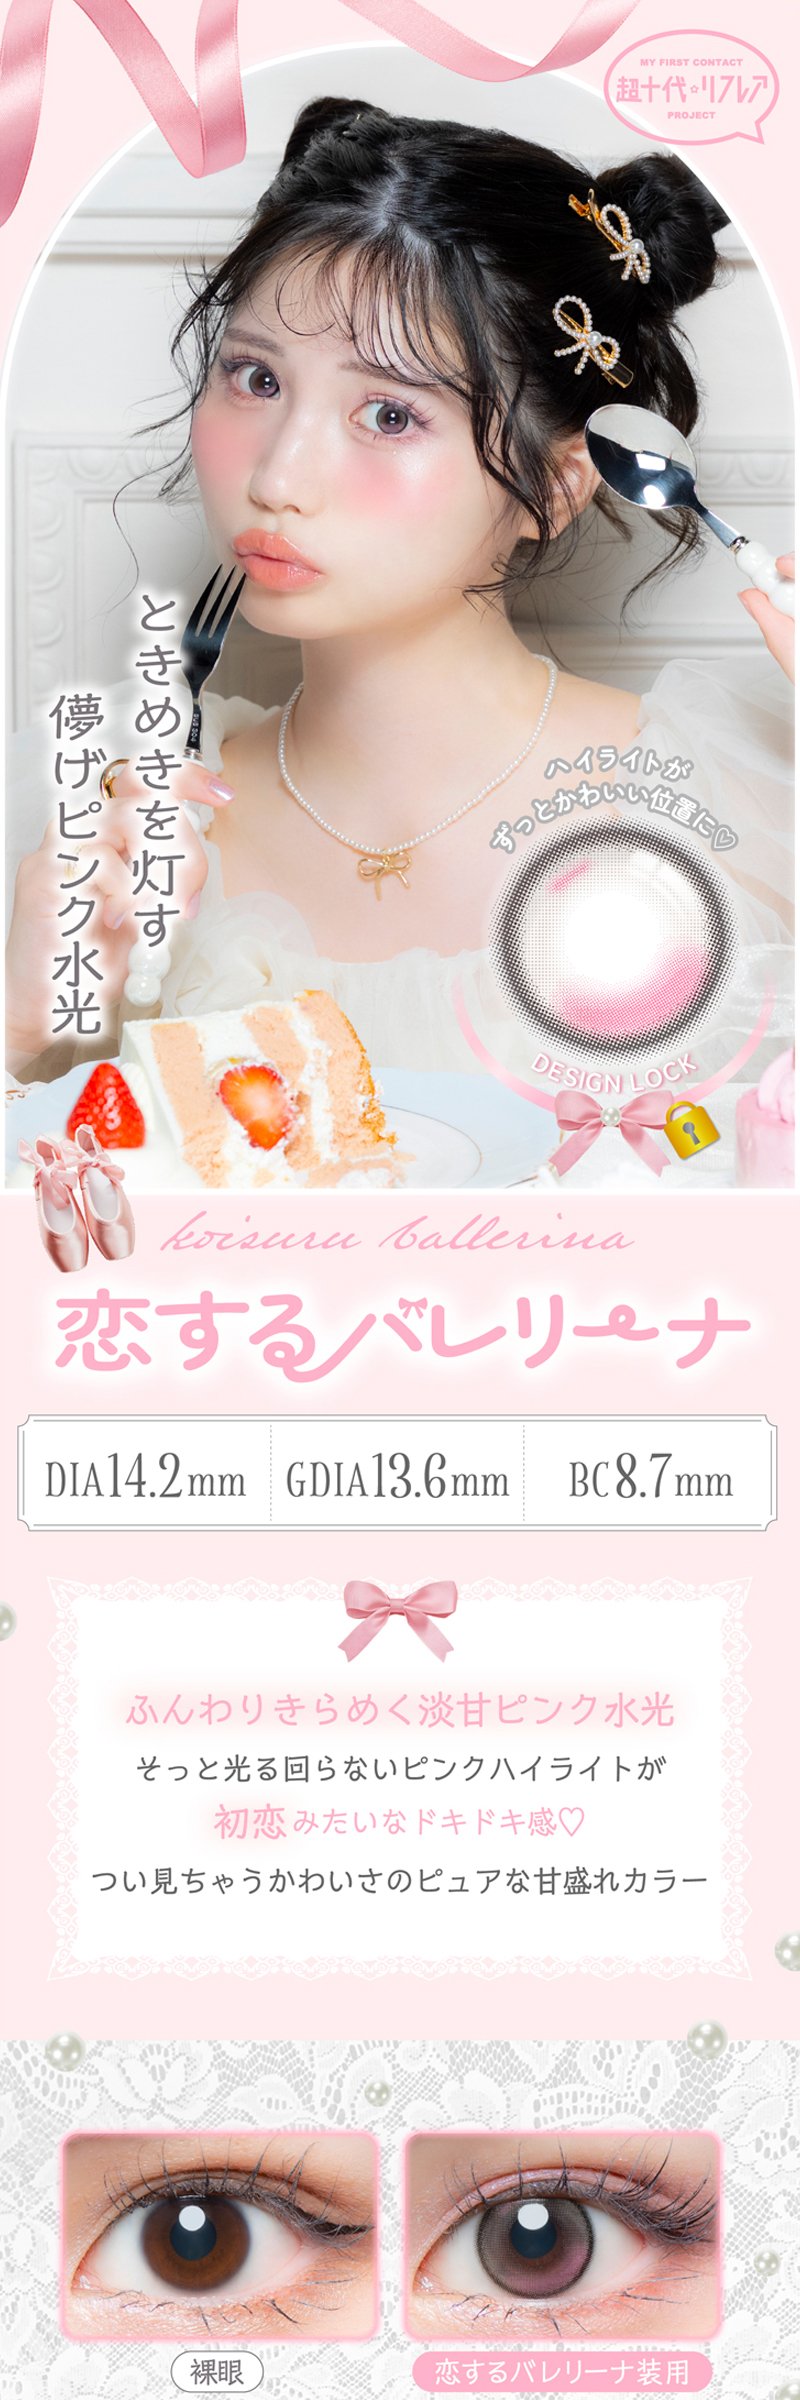 MY FIRST CONTACT
超十代☆リフレア
PROJECT
ときめきを灯す
儚げピンク水光
ハイライトが
ずっとかわいい位置に♡
DESIGN LOCK
koisuru ballerina
恋するバレリーナ
DIA14.2mm
GDIA13.6mm
BC8.7mm
ふんわりきらめく淡甘ピンク水光
そっと光る回らないピンクハイライトが
初恋みたいなドキドキ感♡
つい見ちゃうかわいさのピュアな甘盛れカラー
裸眼
恋するバレリーナ装用